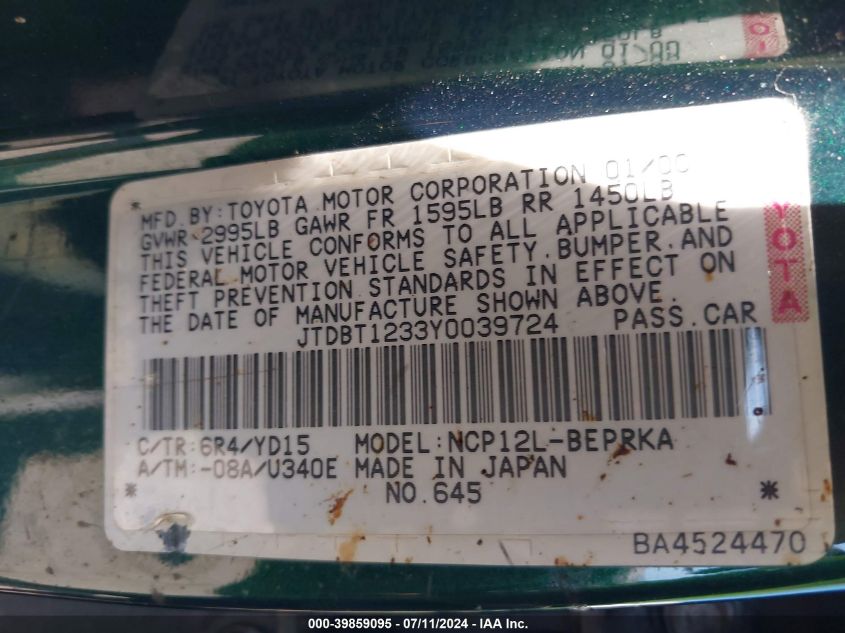 MFD. BY: TOYOTA MOTOR CORPORATION 01/00
GVWR 2995LB GAWR FR 1595LB RR 1450LB
THIS VEHICLE CONFORMS TO ALL APPLICABLE
FEDERAL MOTOR VEHICLE SAFETY, BUMPER, AND
THEFT PREVENTION STANDARDS IN EFFECT ON
THE DATE OF MANUFACTURE SHOWN ABOVE.
JTDBT1233Y0039724 PASS. CAR
TOYOTA
C/TR: 6R4/YD15 MODEL: NCP12L-BEPRKA
A/TM: -08A/U340E MADE IN JAPAN
NO. 645
BA4524470
000-39859095 - 07/11/2024 - IAA Inc.